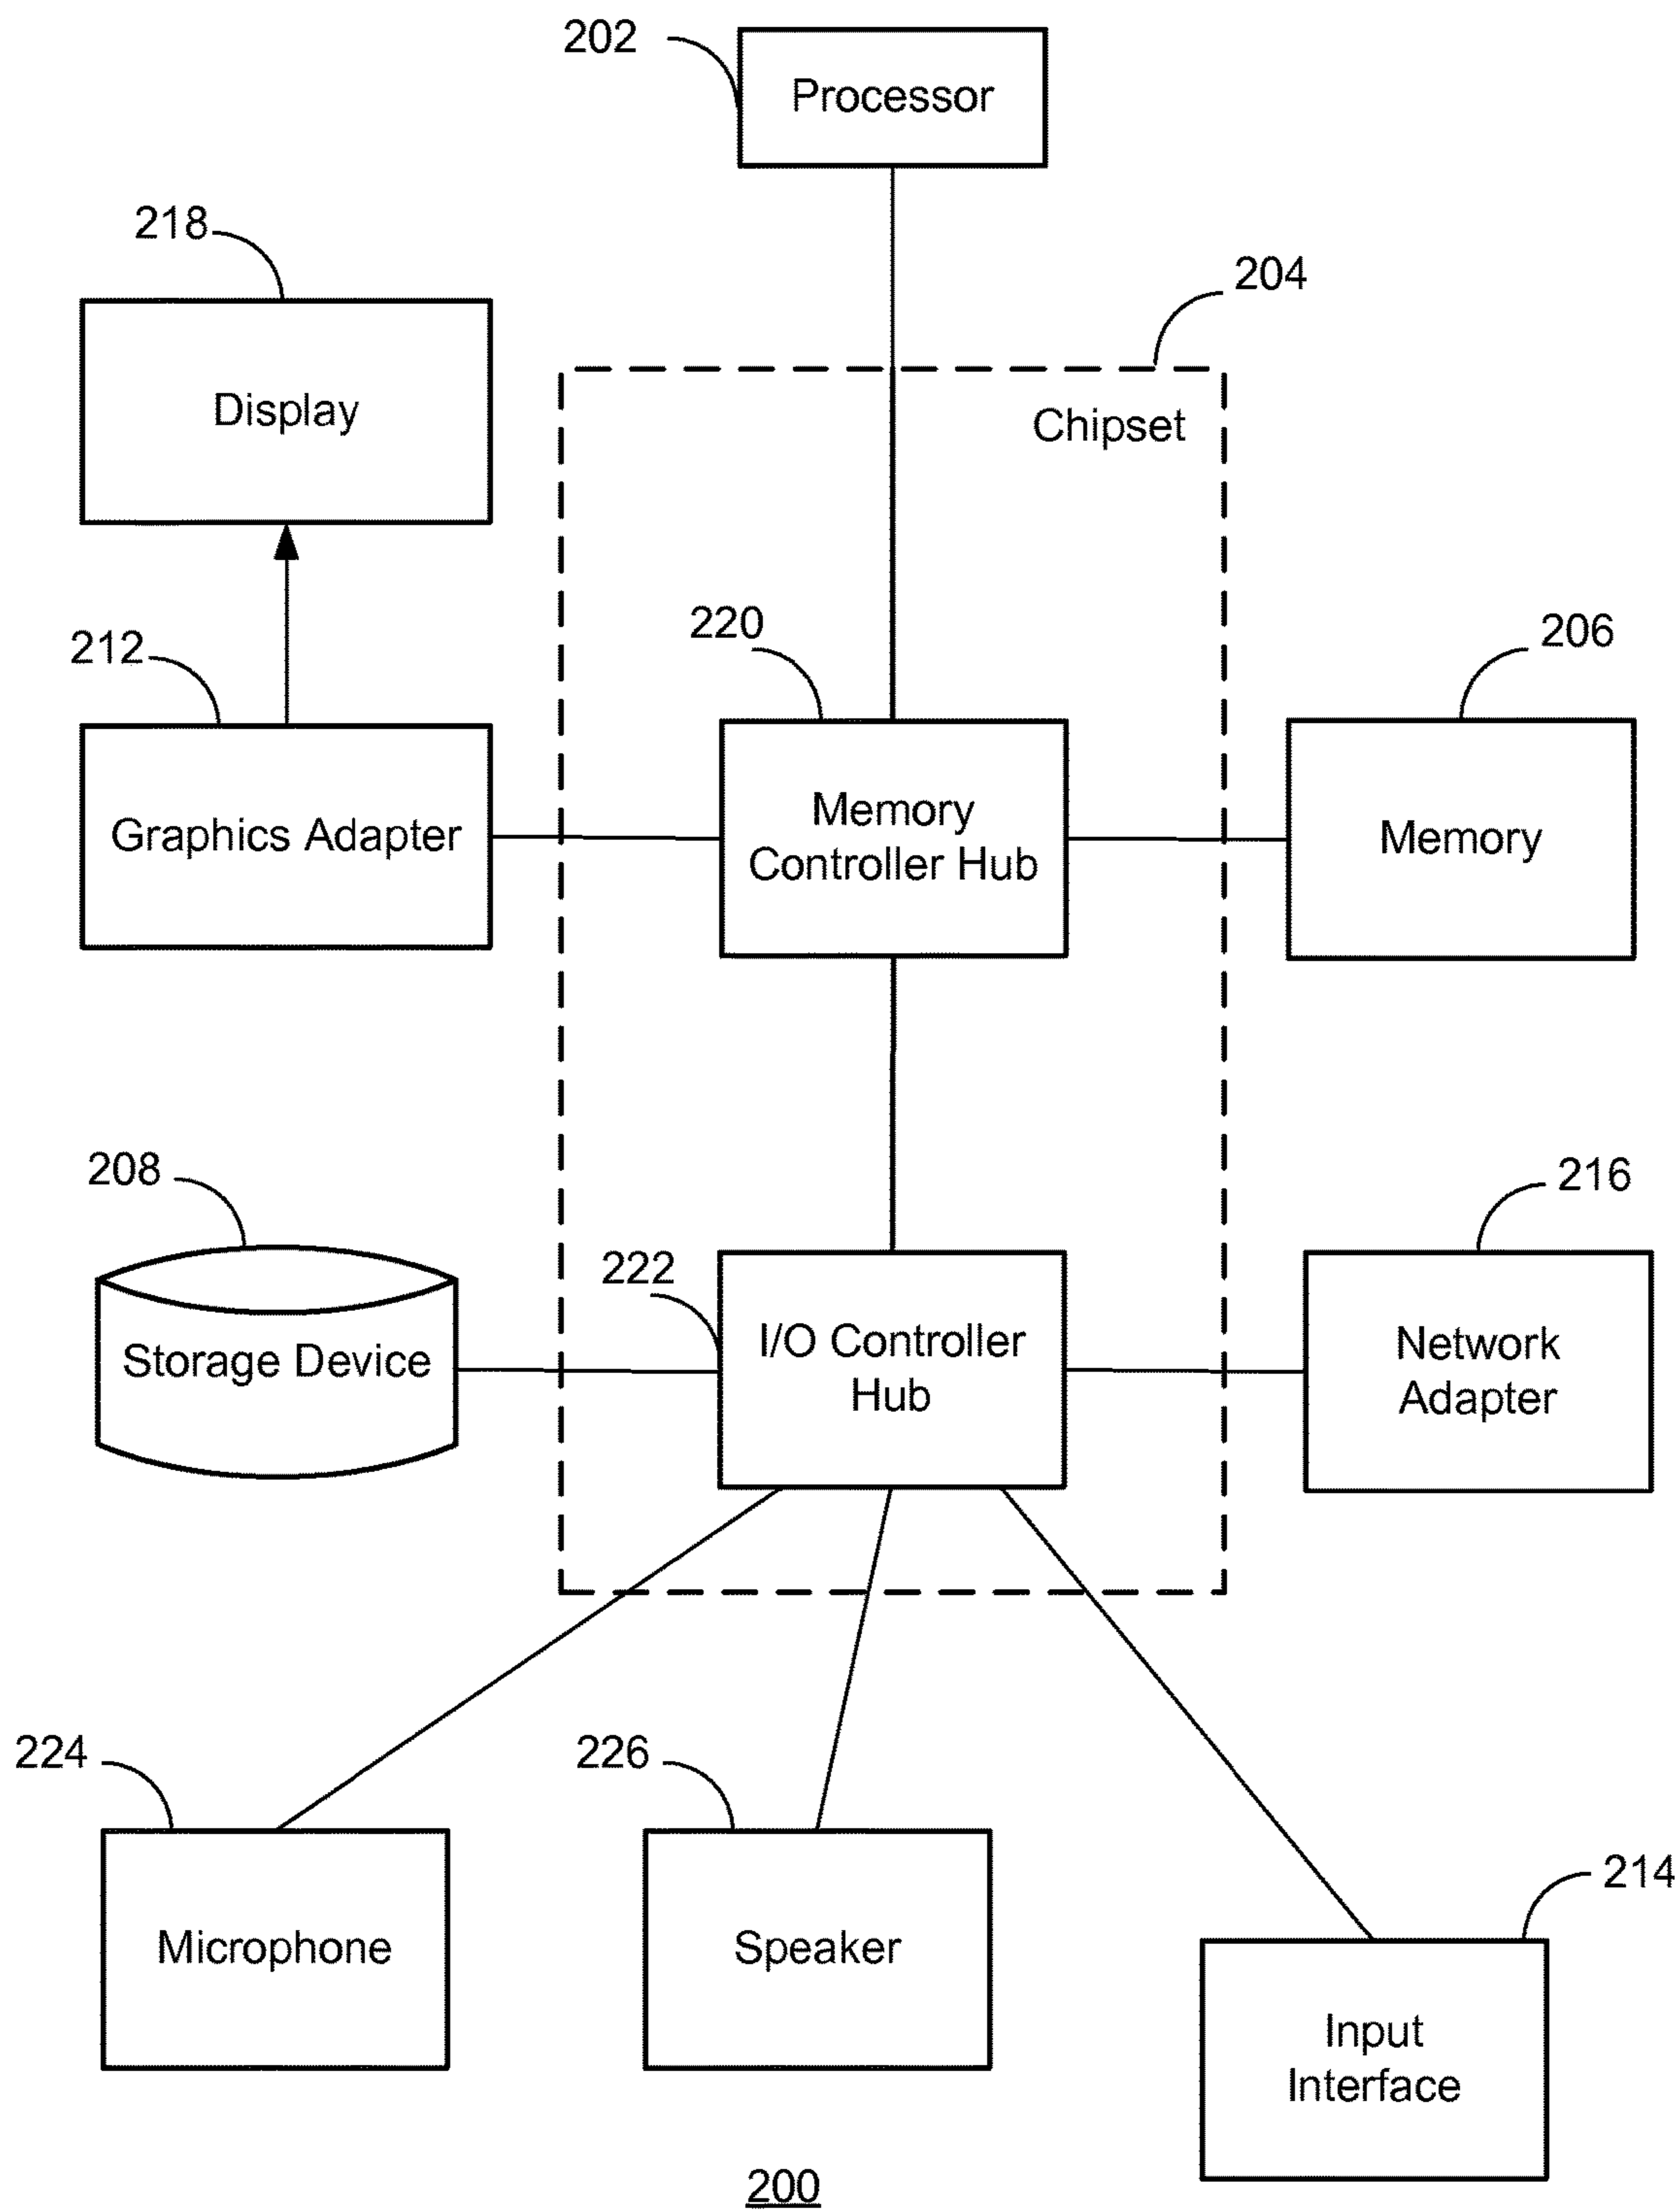 202
Processor
218
204
Display
Chipset
220
206
212
Graphics Adapter
Memory
Controller Hub
Memory
208
216
222
Storage Device
I/O Controller
Hub
Network
Adapter
224
226
214
Microphone
Speaker
Input
Interface
200